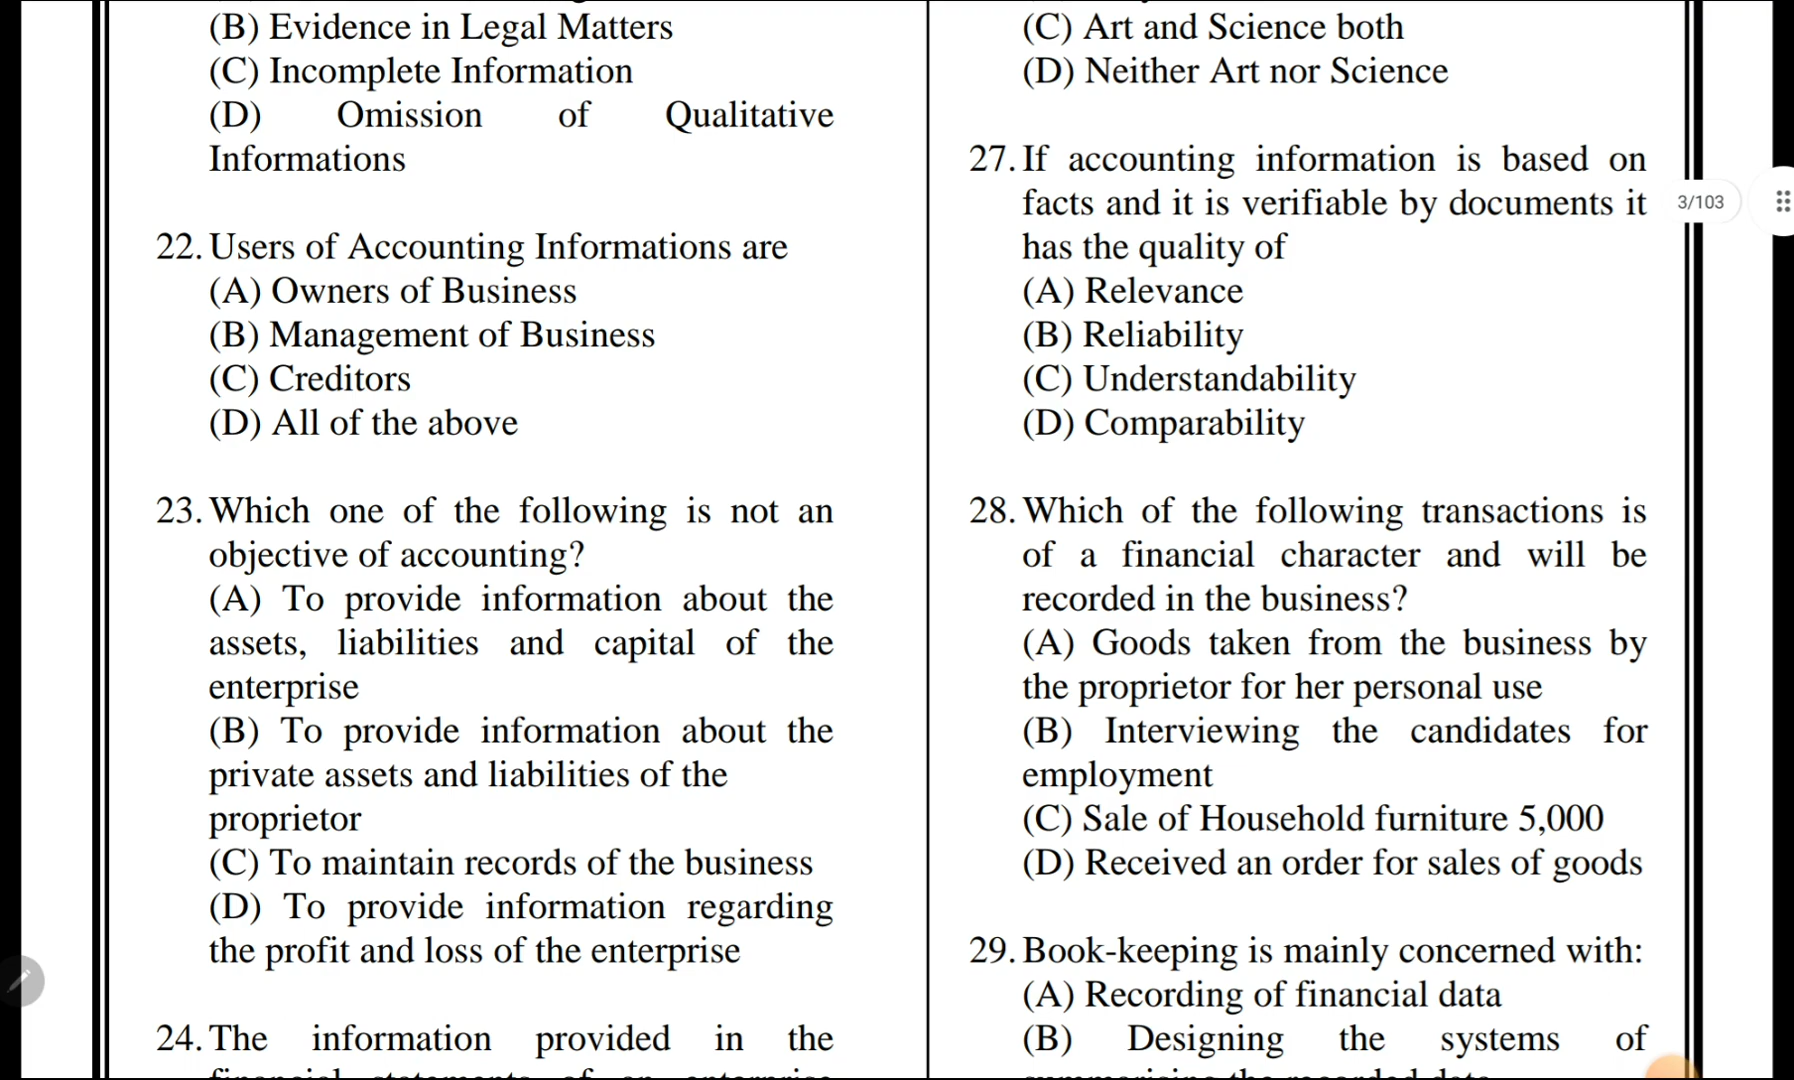 (B) Evidence in Legal Matters
(C) Incomplete Information
(D) Omission of Qualitative
Informations
22. Users of Accounting Informations are
(A) Owners of Business
(B) Management of Business
(C) Creditors
(D) All of the above
23. Which one of the following is not an
objective of accounting?
(A) To provide information about the
assets, liabilities and capital of the
enterprise
(B) To provide information about the
private assets and liabilities of the
proprietor
(C) To maintain records of the business
(D) To provide information regarding
the profit and loss of the enterprise
24. The information provided in the
(C) Art and Science both
(D) Neither Art nor Science
27. If accounting information is based on
facts and it is verifiable by documents it
has the quality of
(A) Relevance
(B) Reliability
(C) Understandability
(D) Comparability
28. Which of the following transactions is
of a financial character and will be
recorded in the business?
(A) Goods taken from the business by
the proprietor for her personal use
(B) Interviewing the candidates for
employment
(C) Sale of Household furniture 5,000
(D) Received an order for sales of goods
29. Book-keeping is mainly concerned with:
(A) Recording of financial data
(B) Designing the systems of
3/103